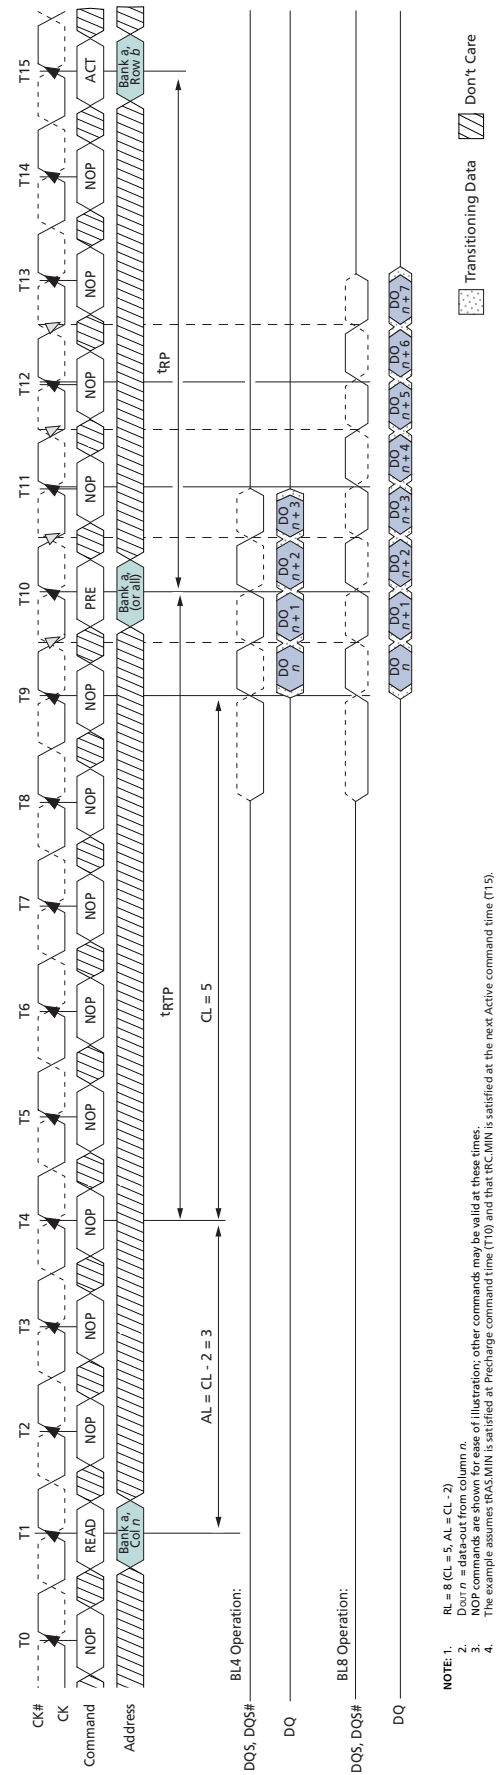 T0 T1 T2 T3 T4 T5 T6 T7 T8 T9 T10 T11 T12 T13 T14 T15
CK#
CK
Command NOP READ NOP NOP NOP NOP NOP NOP NOP NOP PRE NOP NOP NOP NOP ACT
Address Bank a, Col n Bank a, (or all) Bank a, Row b
tRTP tRP
AL = CL - 2 = 3 CL = 5
BL4 Operation:
DQS, DQS#
DQ DO n DO n + 1 DO n + 2 DO n + 3
BL8 Operation:
DQS, DQS#
DQ DO n DO n + 1 DO n + 2 DO n + 3 DO n + 4 DO n + 5 DO n + 6 DO n + 7
NOTE: 1. RL = 8 (CL = 5, AL = CL - 2)
2. DOUT n = data-out from column n.
3. NOP commands are shown for ease of illustration; other commands may be valid at these times.
4. The example assumes tRAS.MIN is satisfied at Precharge command time (T10) and that tRC.MIN is satisfied at the next Active command time (T15).
Transitioning Data Don't Care